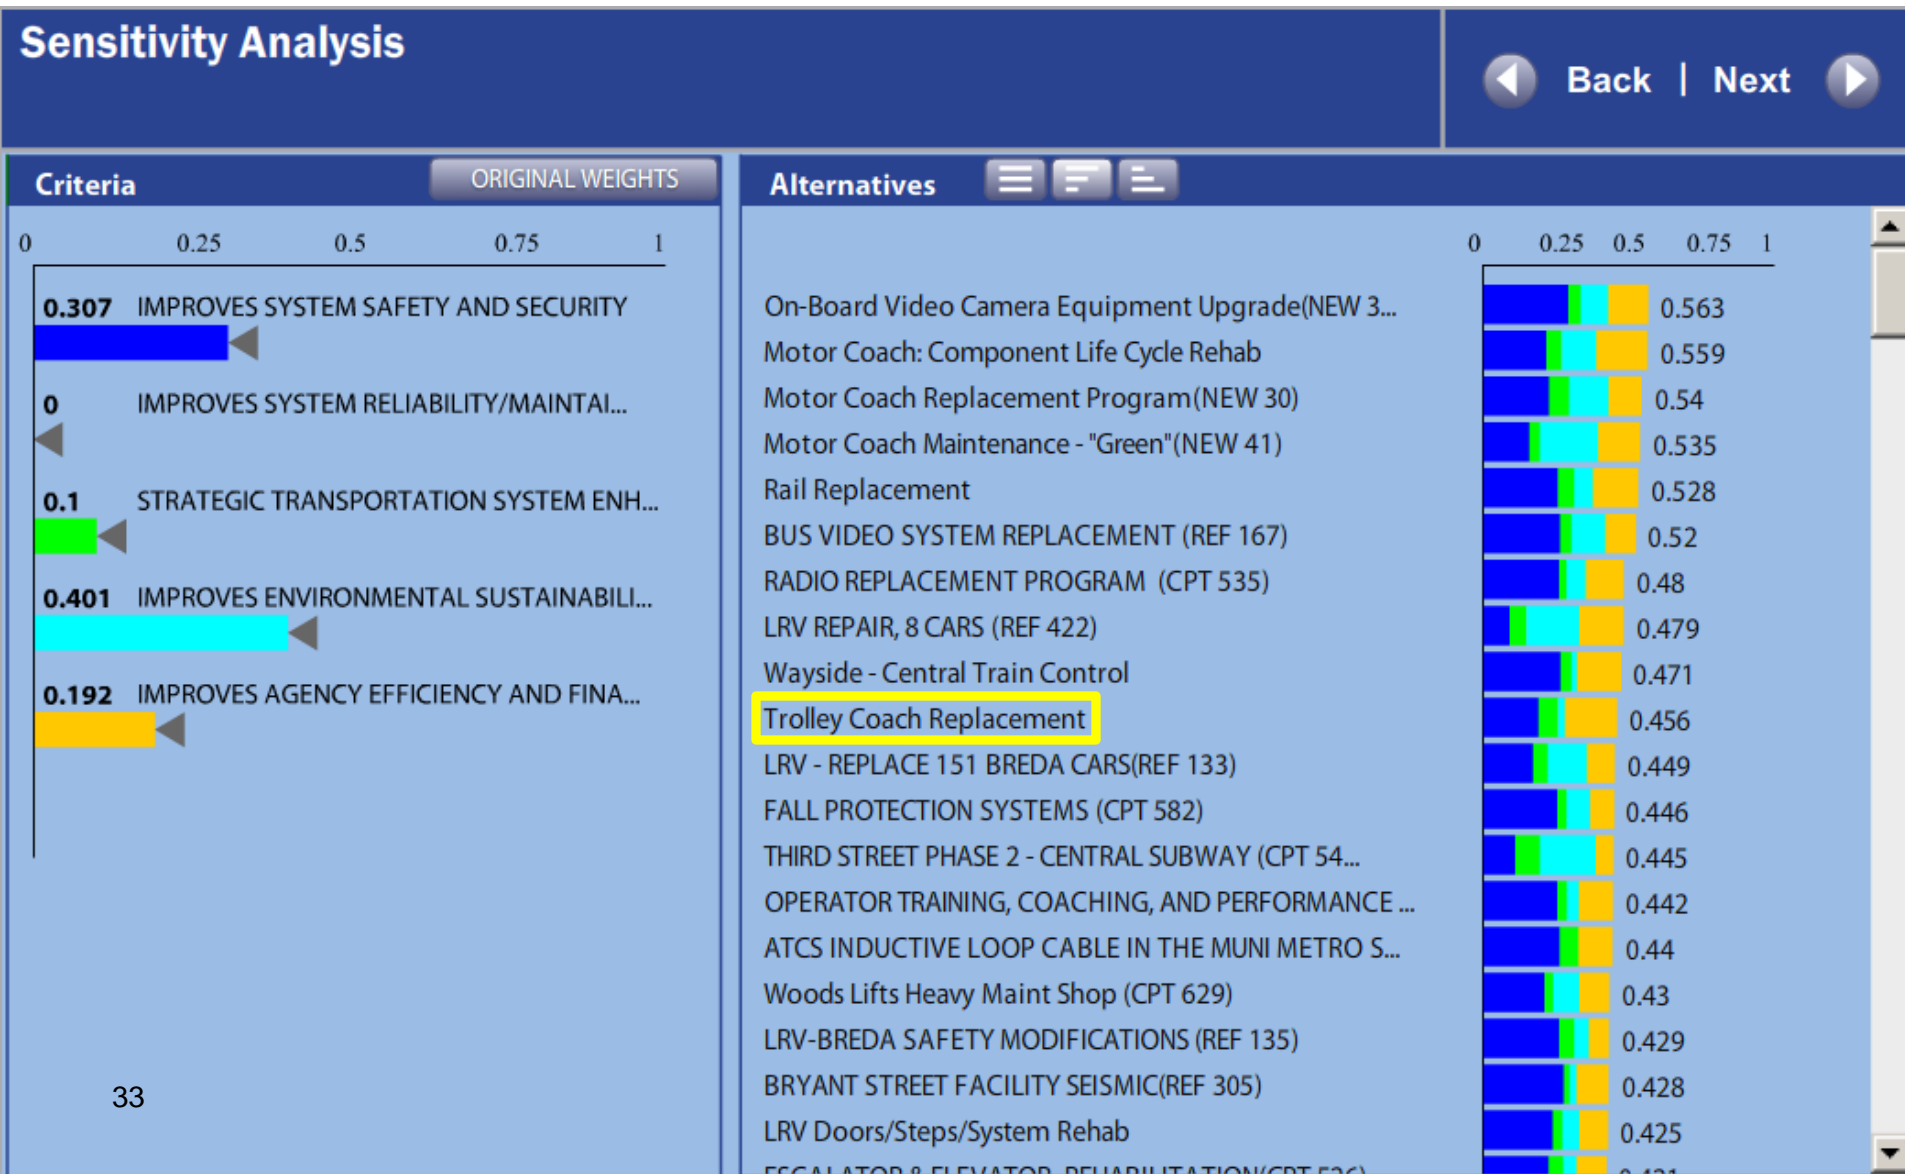 Sensitivity Analysis
Back | Next
Criteria
ORIGINAL WEIGHTS
0 0.25 0.5 0.75 1
0.307 IMPROVES SYSTEM SAFETY AND SECURITY
0 IMPROVES SYSTEM RELIABILITY/MAINTAI...
0.1 STRATEGIC TRANSPORTATION SYSTEM ENH...
0.401 IMPROVES ENVIRONMENTAL SUSTAINABILI...
0.192 IMPROVES AGENCY EFFICIENCY AND FINA...
33
Alternatives
0 0.25 0.5 0.75 1
On-Board Video Camera Equipment Upgrade(NEW 3... 0.563
Motor Coach: Component Life Cycle Rehab 0.559
Motor Coach Replacement Program(NEW 30) 0.54
Motor Coach Maintenance - "Green"(NEW 41) 0.535
Rail Replacement 0.528
BUS VIDEO SYSTEM REPLACEMENT (REF 167) 0.52
RADIO REPLACEMENT PROGRAM (CPT 535) 0.48
LRV REPAIR, 8 CARS (REF 422) 0.479
Wayside - Central Train Control 0.471
Trolley Coach Replacement 0.456
LRV - REPLACE 151 BREDA CARS(REF 133) 0.449
FALL PROTECTION SYSTEMS (CPT 582) 0.446
THIRD STREET PHASE 2 - CENTRAL SUBWAY (CPT 54... 0.445
OPERATOR TRAINING, COACHING, AND PERFORMANCE ... 0.442
ATCS INDUCTIVE LOOP CABLE IN THE MUNI METRO S... 0.44
Woods Lifts Heavy Maint Shop (CPT 629) 0.43
LRV-BREDA SAFETY MODIFICATIONS (REF 135) 0.429
BRYANT STREET FACILITY SEISMIC(REF 305) 0.428
LRV Doors/Steps/System Rehab 0.425
ESCALATOR & ELEVATOR REHABILITATION(CPT 526) 0.421